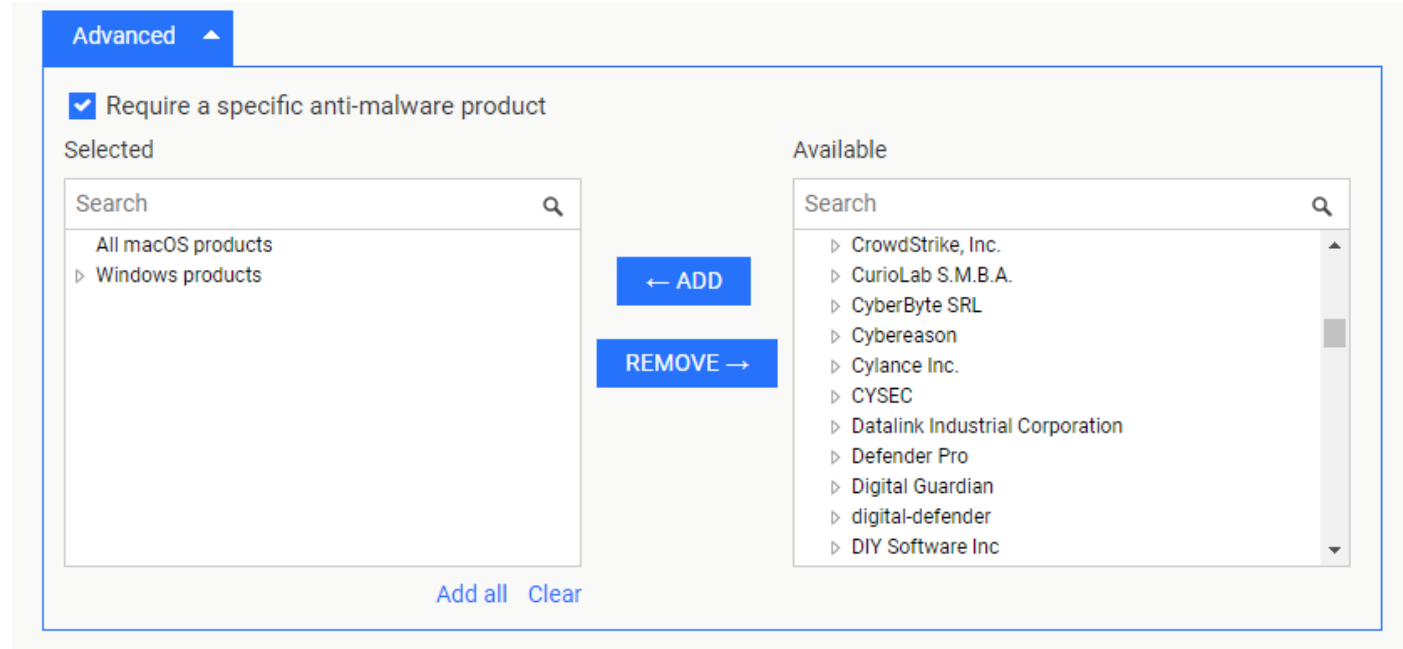 Advanced
Require a specific anti-malware product
Selected
Available
Search
Search
All macOS products
Windows products
← ADD
REMOVE →
CrowdStrike, Inc.
CurioLab S.M.B.A.
CyberByte SRL
Cybereason
Cylance Inc.
CYSEC
Datalink Industrial Corporation
Defender Pro
Digital Guardian
digital-defender
DIY Software Inc
Add all Clear